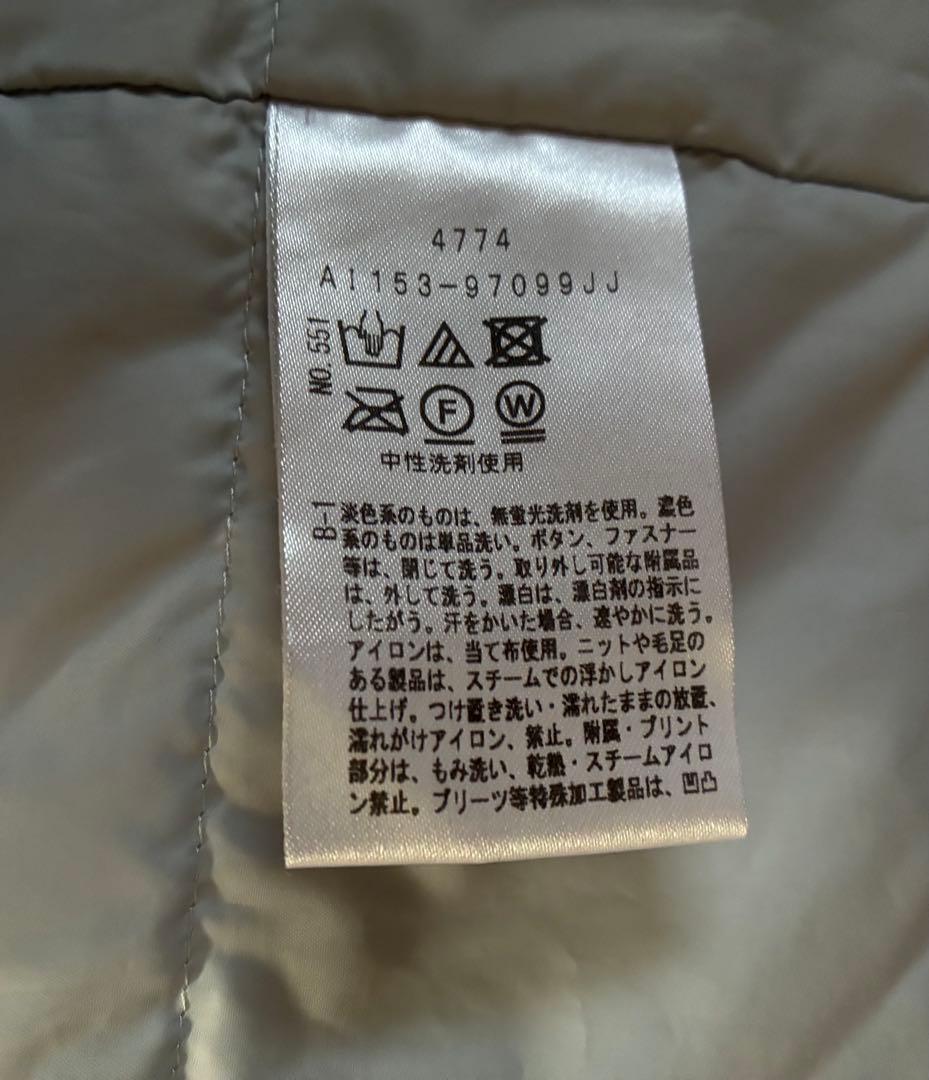 4774
AI153-97099JJ
NO.551
F
W
中性洗剤使用
B-1
淡色系のものは、無蛍光洗剤を使用。濃色
系のものは単品洗い。ボタン、ファスナー
等は、閉じて洗う。取り外し可能な附属品
は、外して洗う。漂白は、漂白剤の指示に
したがう。汗をかいた場合、速やかに洗う。
アイロンは、当て布使用。ニットや毛足の
ある製品は、スチームでの浮かしアイロン
仕上げ。つけ置き洗い・濡れたままの放置、
濡れがけアイロン、禁止。附属・プリント
部分は、もみ洗い、乾熱・スチームアイロ
ン禁止。プリーツ等特殊加工製品は、凹凸